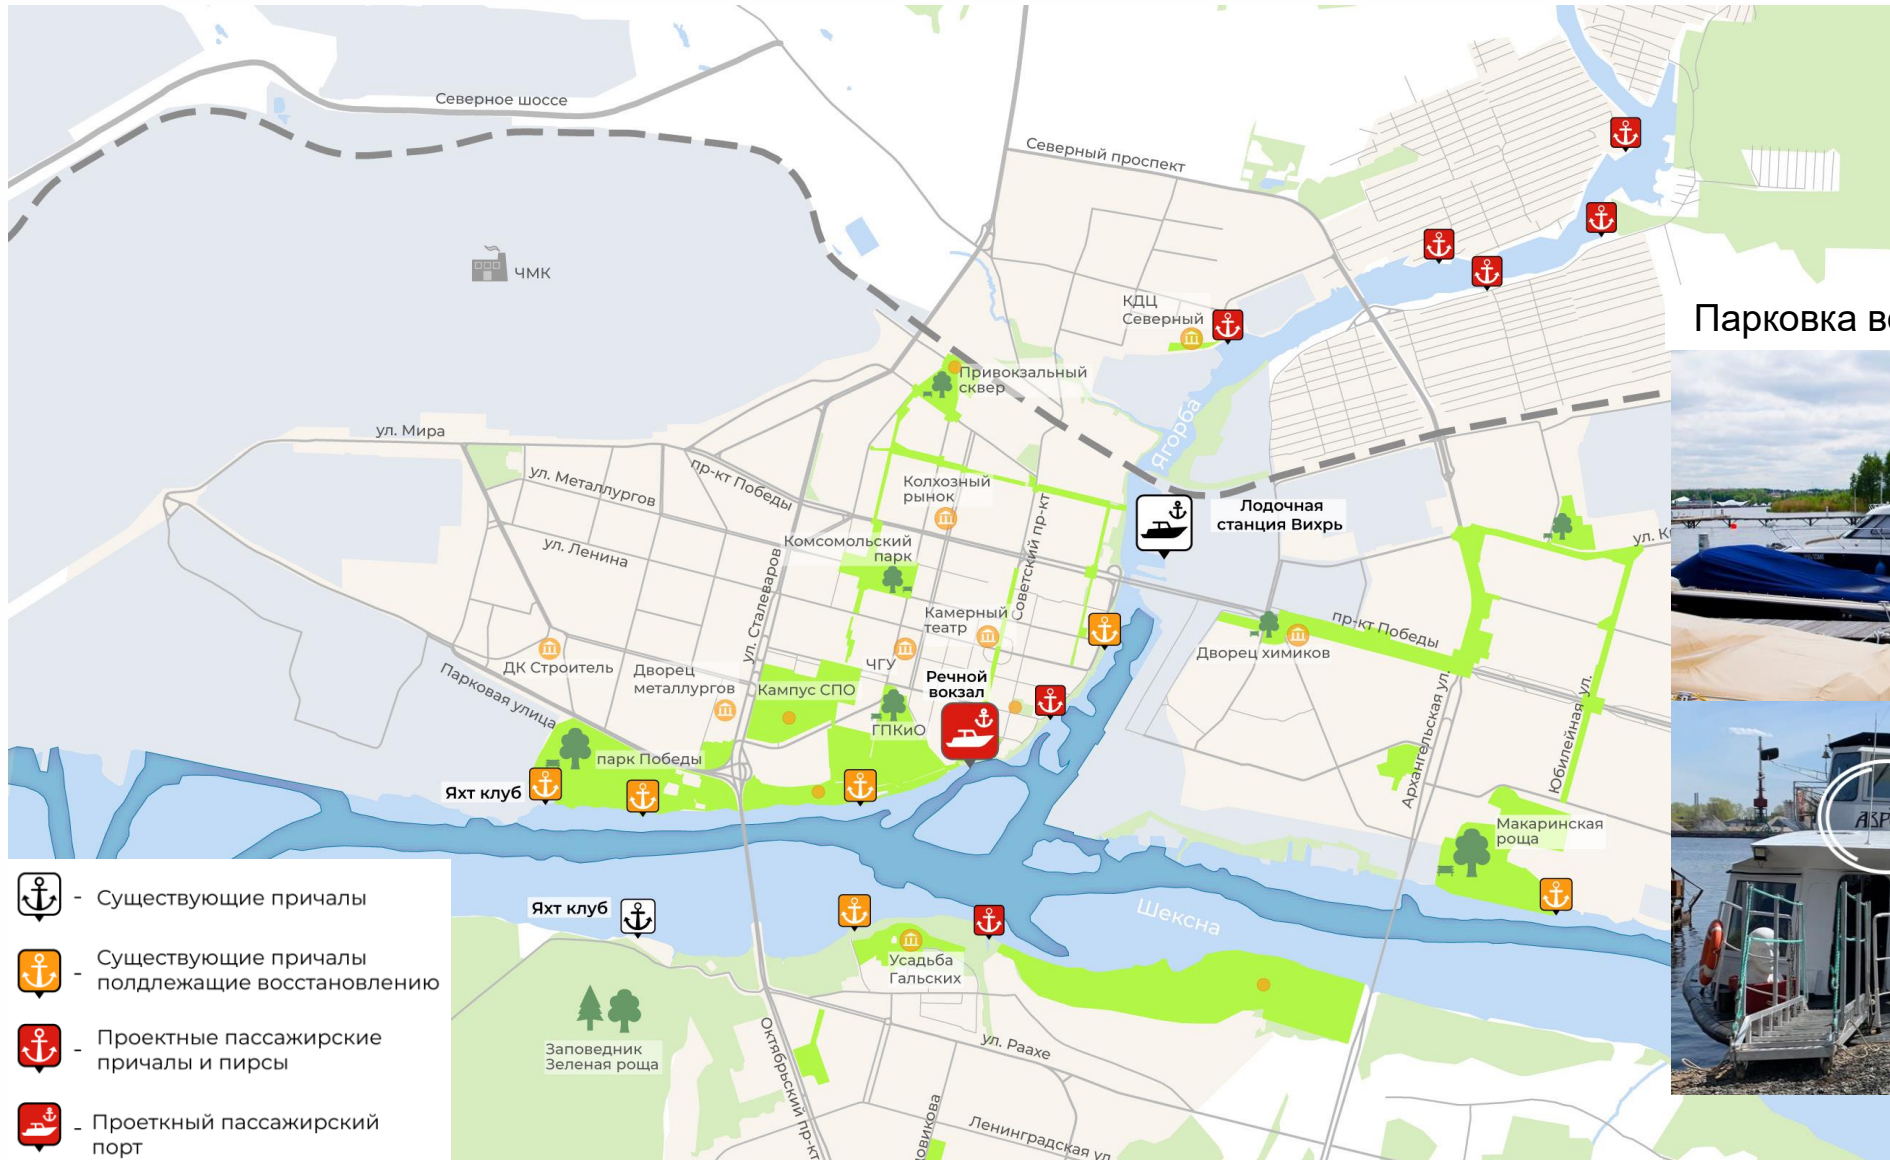 Северное шоссе
Северный проспект
ЧМК
КДЦ
Северный
Парковка
Привокзальный
сквер
Ягорба
ул. Мира
ул. Металлургов
пр-кт Победы
Колхозный
рынок
Советский пр-кт
Лодочная
станция Вихрь
ул. Ленина
Комсомольский
парк
ул. Сталеваров
Камерный
театр
пр-кт Победы
ДК Строитель
Дворец
металлургов
ЧГУ
Дворец химиков
Парковая улица
Кампус СПО
Речной
вокзал
ГПКиО
Архангельская ул.
Юбилейная ул.
парк Победы
Яхт клуб
Макаринская
роща
Яхт клуб
Шексна
Усадьба
Гальских
Заповедник
Зеленая роща
Октябрьский пр-кт
ул. Раахе
Ленинградская ул.
- Существующие причалы
- Существующие причалы
полдлежащие восстановлению
- Проектные пассажирские
причалы и пирсы
- Проеткный пассажирский
порт